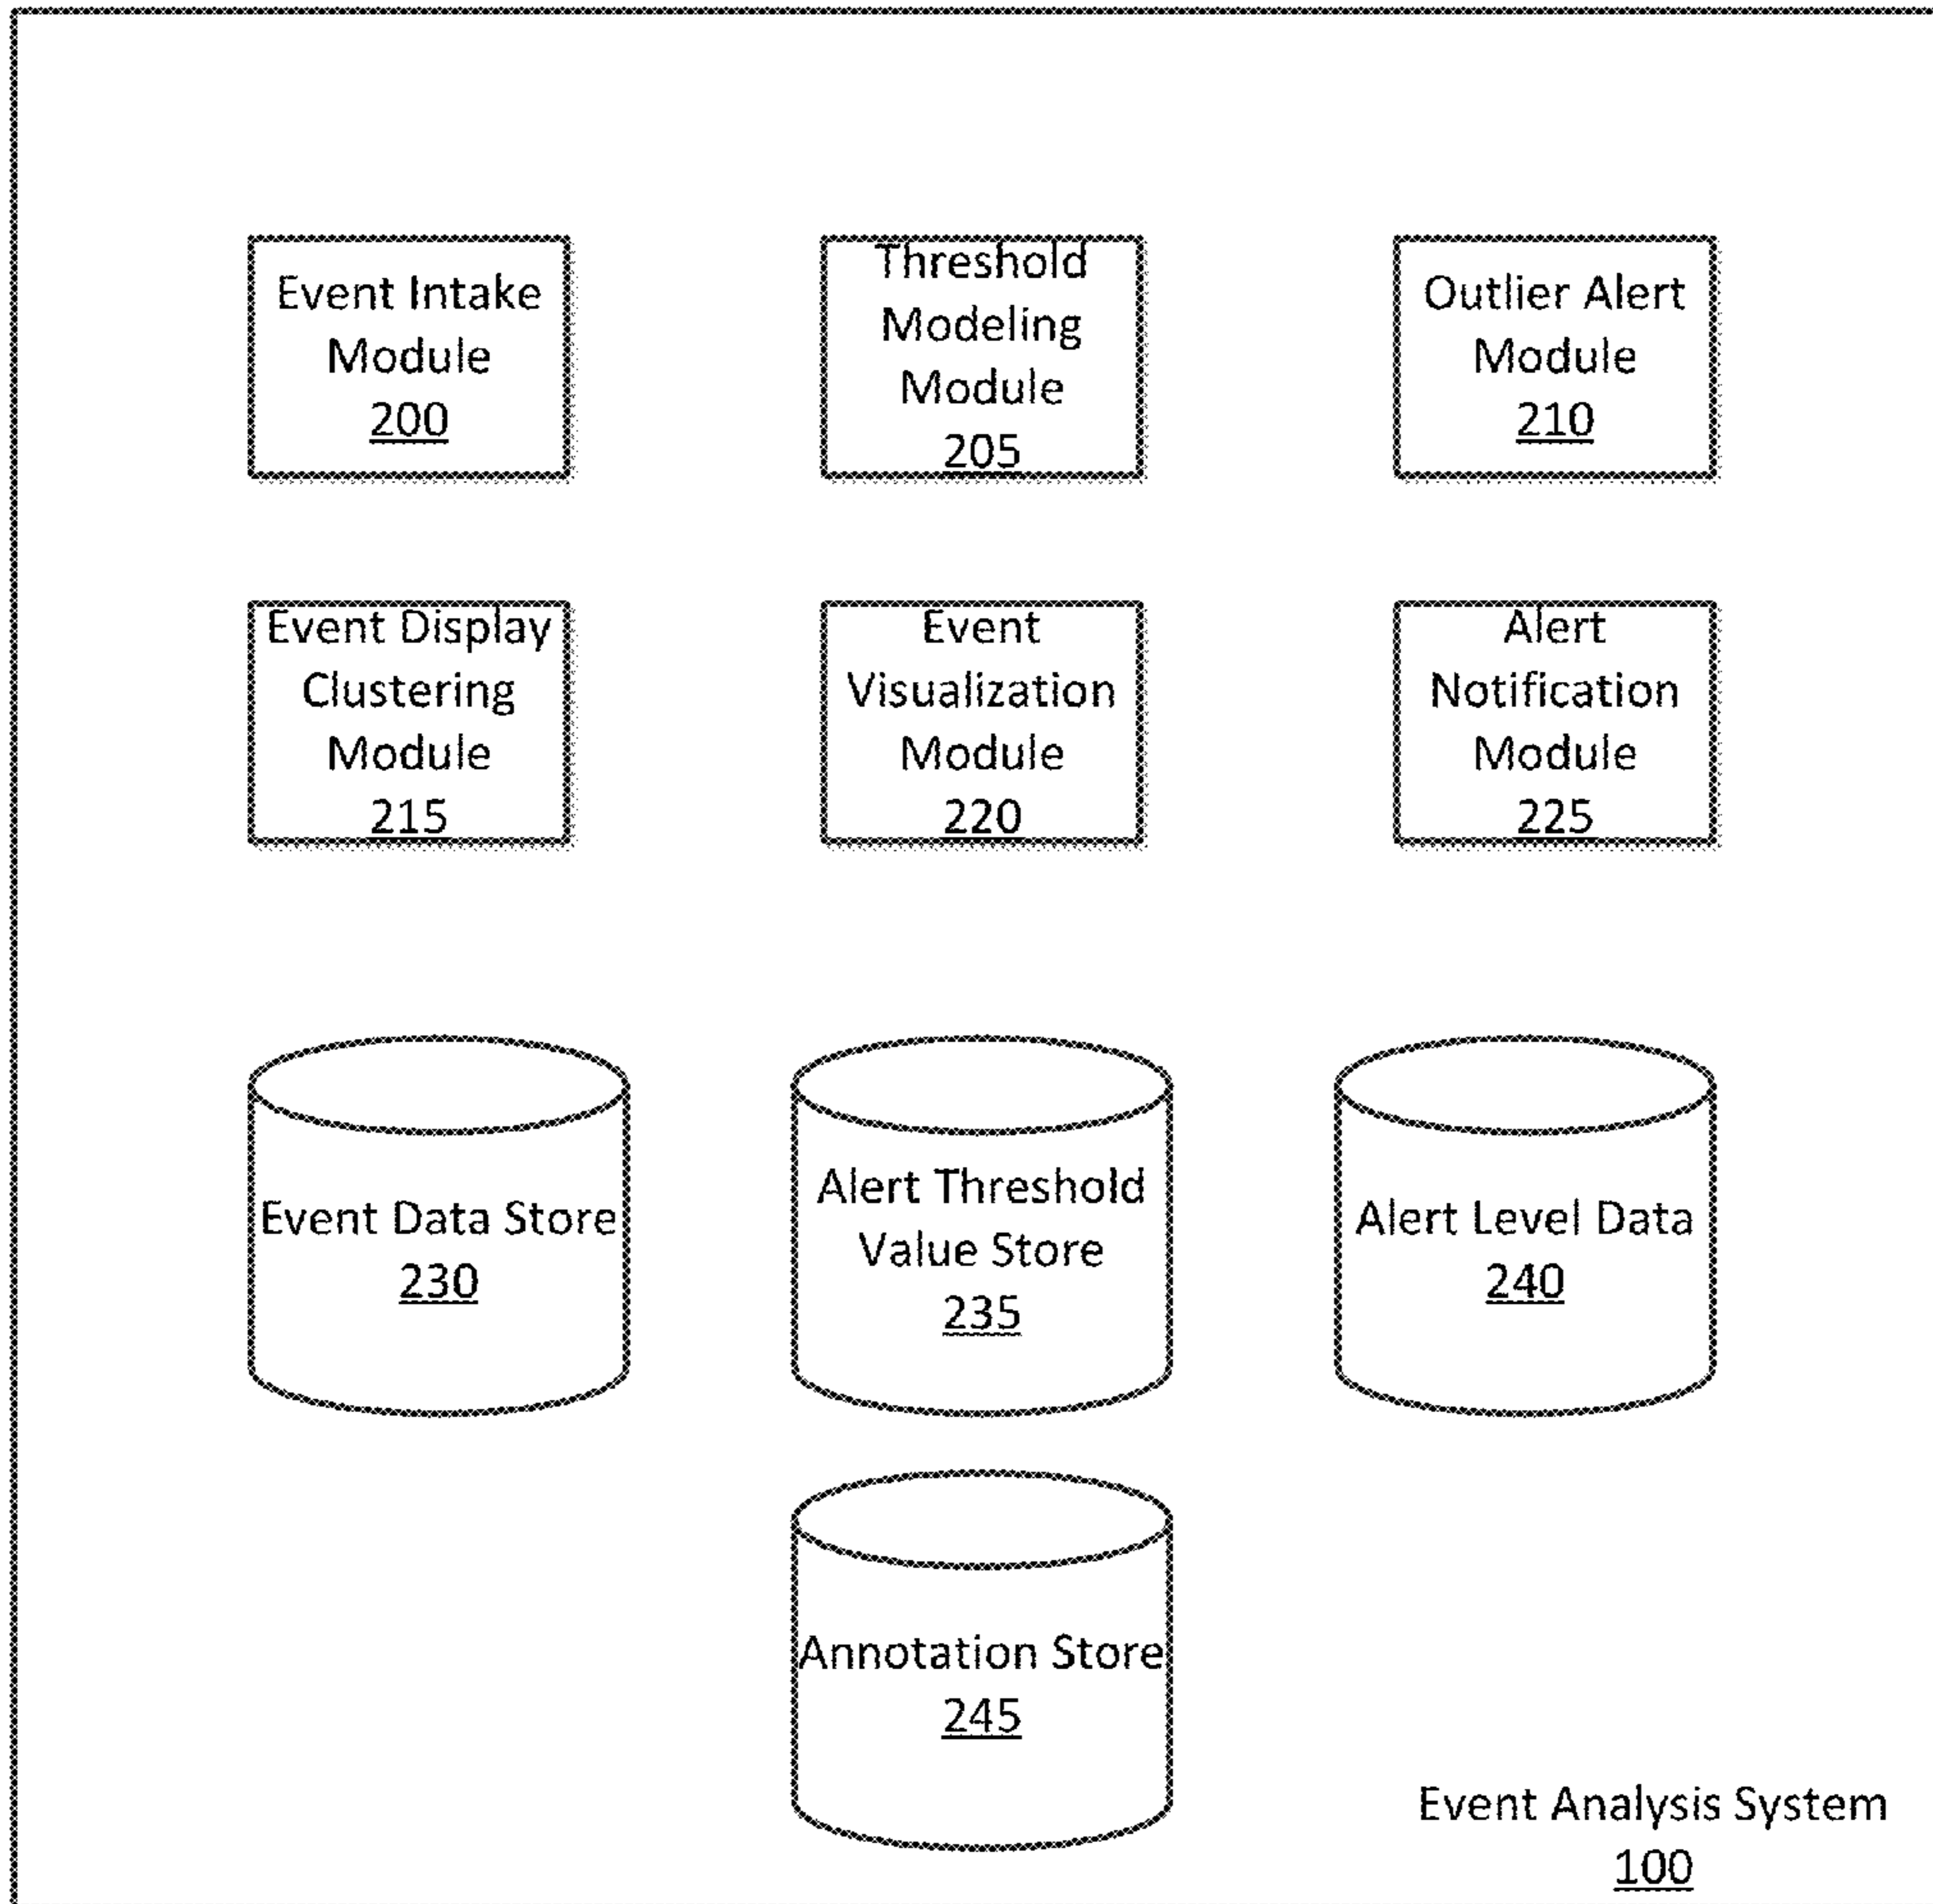 Event Intake
Module
200
Threshold
Modeling
Module
205
Outlier Alert
Module
210
Event Display
Clustering
Module
215
Event
Visualization
Module
220
Alert
Notification
Module
225
Event Data Store
230
Alert Threshold
Value Store
235
Alert Level Data
240
Annotation Store
245
Event Analysis System
100